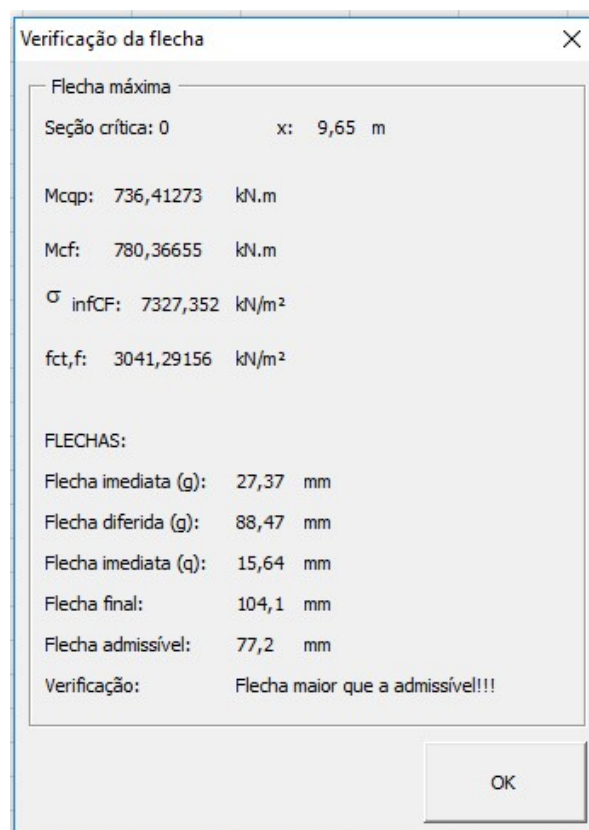 Verificação da flecha
Flecha máxima
Seção crítica: 0 x: 9,65 m
Mcqp: 736,41273 kN.m
Mcf: 780,36655 kN.m
σ infCF: 7327,352 kN/m²
fct,f: 3041,29156 kN/m²
FLECHAS:
Flecha imediata (g): 27,37 mm
Flecha diferida (g): 88,47 mm
Flecha imediata (q): 15,64 mm
Flecha final: 104,1 mm
Flecha admissível: 77,2 mm
Verificação: Flecha maior que a admissível!!!
OK